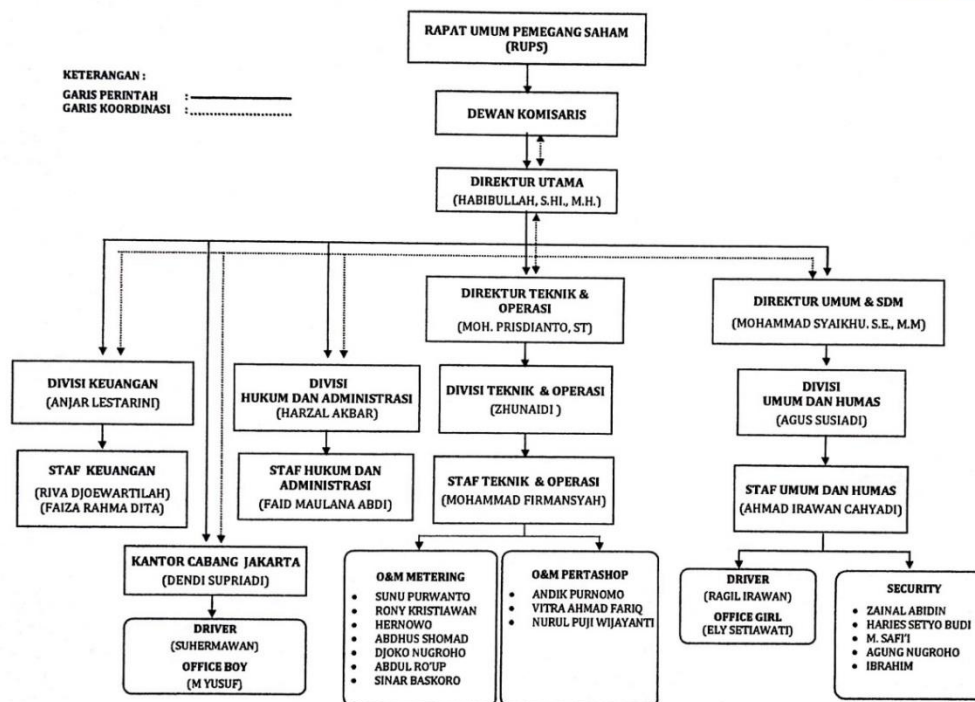 RAPAT UMUM PEMEGANG SAHAM
(RUPS)
KETERANGAN :
GARIS PERINTAH :
GARIS KOORDINASI :
DEWAN KOMISARIS
DIREKTUR UTAMA
(HABIBULLAH, S.HI., M.H.)
DIREKTUR TEKNIK &
OPERASI
(MOH. PRISDIANTO, ST)
DIREKTUR UMUM & SDM
(MOHAMMAD SYAIKHU. S.E., M.M)
DIVISI KEUANGAN
(ANJAR LESTARINI)
DIVISI
HUKUM DAN ADMINISTRASI
(HARZAL AKBAR)
DIVISI TEKNIK & OPERASI
(ZHUNAIDI )
DIVISI
UMUM DAN HUMAS
(AGUS SUSIADI)
STAF KEUANGAN
(RIVA DJOEWARTILAH)
(FAIZA RAHMA DITA)
STAF HUKUM DAN
ADMINISTRASI
(FAID MAULANA ABDI)
STAF TEKNIK & OPERASI
(MOHAMMAD FIRMANSYAH)
STAF UMUM DAN HUMAS
(AHMAD IRAWAN CAHYADI)
KANTOR CABANG JAKARTA
(DENDI SUPRIADI)
DRIVER
(SUHERMAWAN)
OFFICE BOY
(M YUSUF)
O&M METERING
• SUNU PURWANTO
• RONY KRISTIAWAN
• HERNOWO
• ABDHUS SHOMAD
• DJOKO NUGROHO
• ABDUL RO'UP
• SINAR BASKORO
O&M PERTASHOP
• ANDIK PURNOMO
• VITRA AHMAD FARIQ
• NURUL PUJI WIJAYANTI
DRIVER
(RAGIL IRAWAN)
OFFICE GIRL
(ELY SETIAWATI)
SECURITY
• ZAINAL ABIDIN
• HARIES SETYO BUDI
• M. SAFI'I
• AGUNG NUGROHO
• IBRAHIM